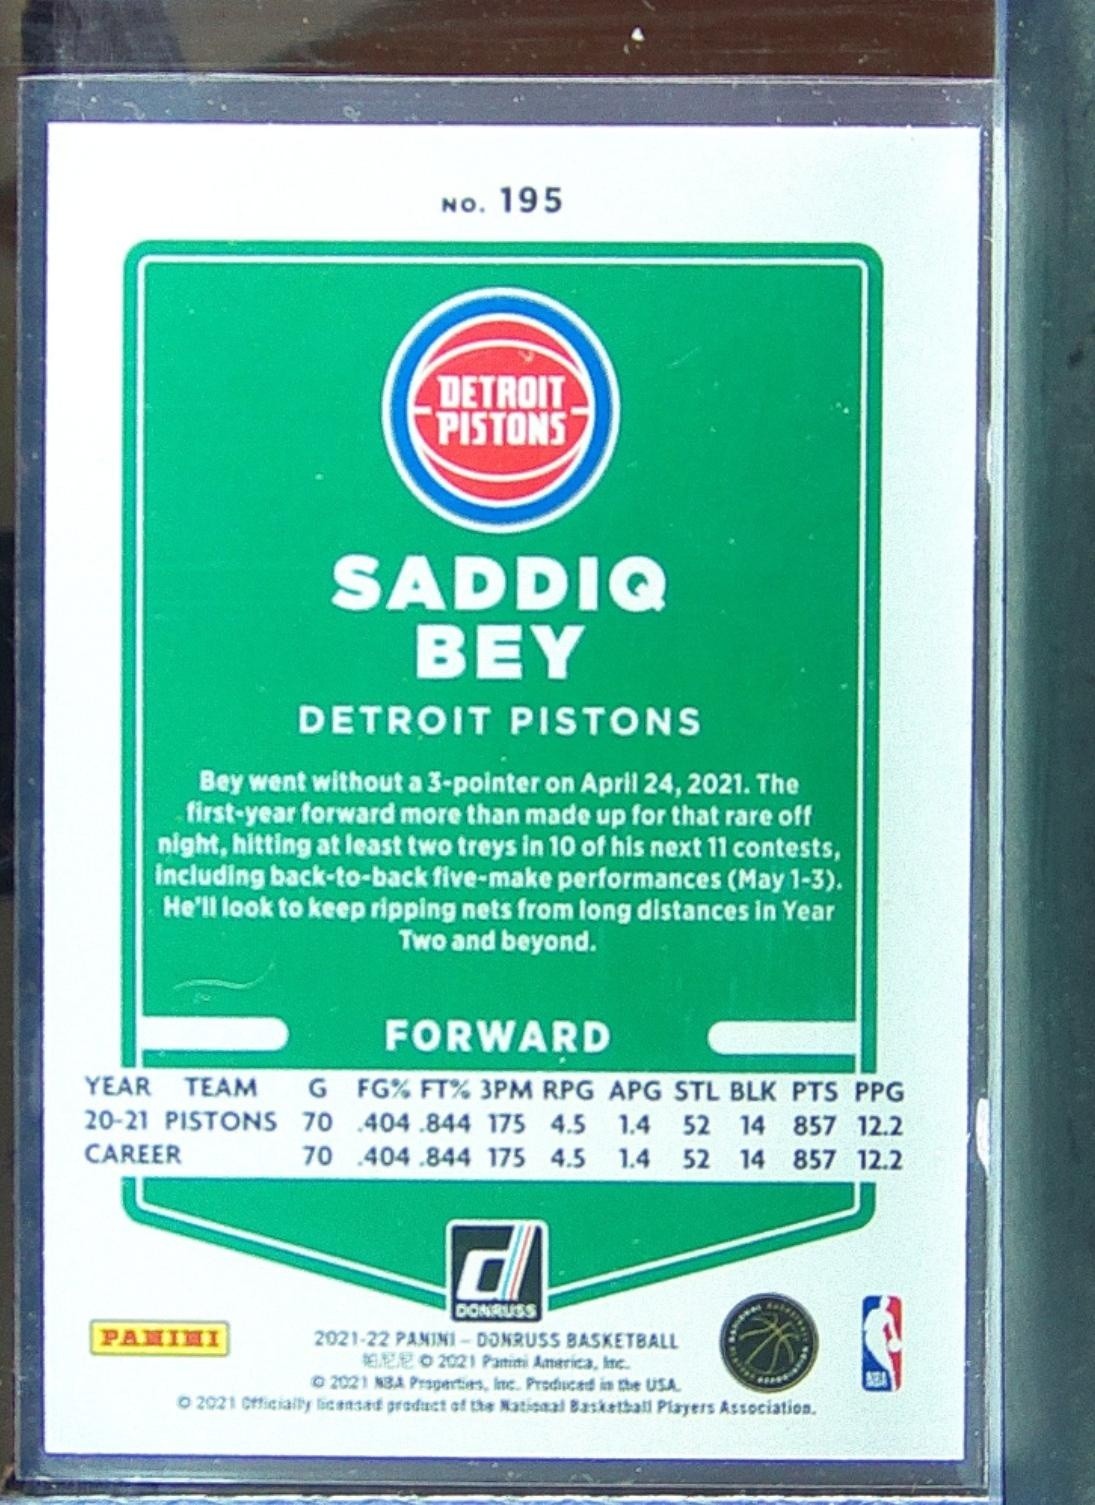 NO. 195
DETROIT
PISTONS
SADDIQ
BEY
DETROIT PISTONS
Bey went without a 3-pointer on April 24, 2021. The
first-year forward more than made up for that rare off
night, hitting at least two treys in 10 of his next 11 contests,
including back-to-back five-make performances (May 1-3).
He'll look to keep ripping nets from long distances in Year
Two and beyond.
FORWARD
YEAR TEAM G FG% FT% 3PM RPG APG STL BLK PTS PPG
20-21 PISTONS 70 .404 .844 175 4.5 1.4 52 14 857 12.2
CAREER 70 .404 .844 175 4.5 1.4 52 14 857 12.2
d
DONRUSS
PANINI
2021-22 PANINI – DONRUSS BASKETBALL
帕尼尼 © 2021 Panini America, Inc.
© 2021 NBA Properties, Inc. Produced in the USA.
© 2021 Officially licensed product of the National Basketball Players Association.
NBA